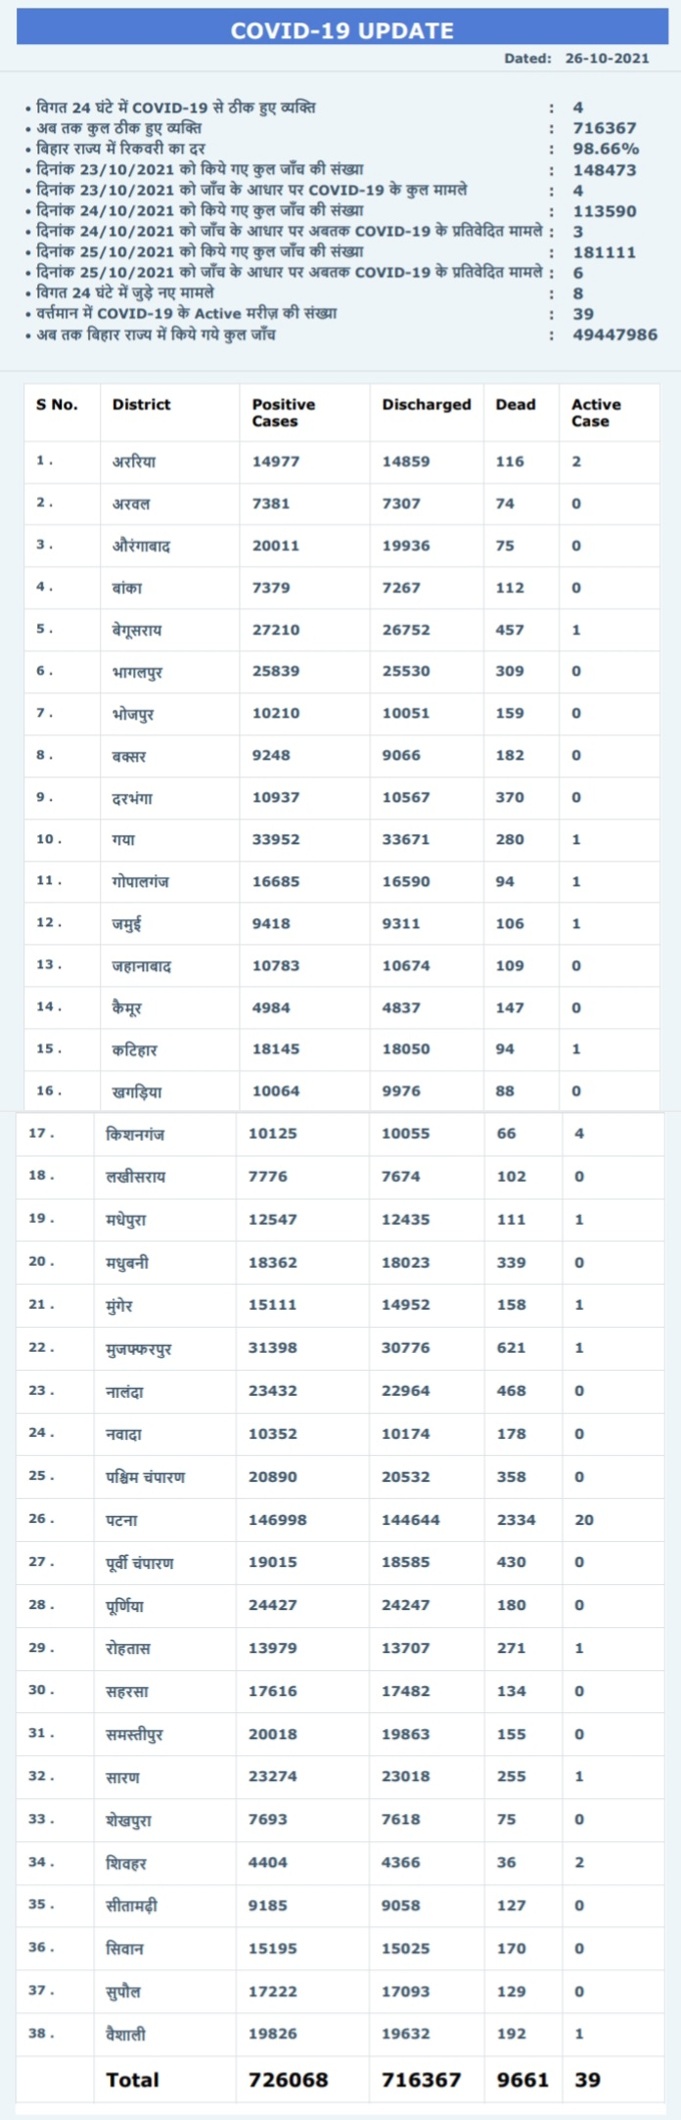 COVID-19 UPDATE
Dated: 26-10-2021
• विगत 24 घंटे में COVID-19 से ठीक हुए व्यक्ति : 4
• अब तक कुल ठीक हुए व्यक्ति : 716367
• बिहार राज्य में रिकवरी का दर : 98.66%
• दिनांक 23/10/2021 को किये गए कुल जाँच की संख्या : 148473
• दिनांक 23/10/2021 को जाँच के आधार पर COVID-19 के कुल मामले : 4
• दिनांक 24/10/2021 को किये गए कुल जाँच की संख्या : 113590
• दिनांक 24/10/2021 को जाँच के आधार पर अबतक COVID-19 के प्रतिवेदित मामले : 3
• दिनांक 25/10/2021 को किये गए कुल जाँच की संख्या : 181111
• दिनांक 25/10/2021 को जाँच के आधार पर अबतक COVID-19 के प्रतिवेदित मामले : 6
• विगत 24 घंटे में जुड़े नए मामले : 8
• वर्त्तमान में COVID-19 के Active मरीज़ की संख्या : 39
• अब तक बिहार राज्य में किये गये कुल जाँच : 49447986
S No. District Positive Cases Discharged Dead Active Case
1. अररिया 14977 14859 116 2
2. अरवल 7381 7307 74 0
3. औरंगाबाद 20011 19936 75 0
4. बांका 7379 7267 112 0
5. बेगूसराय 27210 26752 457 1
6. भागलपुर 25839 25530 309 0
7. भोजपुर 10210 10051 159 0
8. बक्सर 9248 9066 182 0
9. दरभंगा 10937 10567 370 0
10. गया 33952 33671 280 1
11. गोपालगंज 16685 16590 94 1
12. जमुई 9418 9311 106 1
13. जहानाबाद 10783 10674 109 0
14. कैमूर 4984 4837 147 0
15. कटिहार 18145 18050 94 1
16. खगड़िया 10064 9976 88 0
17. किशनगंज 10125 10055 66 4
18. लखीसराय 7776 7674 102 0
19. मधेपुरा 12547 12435 111 1
20. मधुबनी 18362 18023 339 0
21. मुंगेर 15111 14952 158 1
22. मुजफ्फरपुर 31398 30776 621 1
23. नालंदा 23432 22964 468 0
24. नवादा 10352 10174 178 0
25. पश्चिम चंपारण 20890 20532 358 0
26. पटना 146998 144644 2334 20
27. पूर्वी चंपारण 19015 18585 430 0
28. पूर्णिया 24427 24247 180 0
29. रोहतास 13979 13707 271 1
30. सहरसा 17616 17482 134 0
31. समस्तीपुर 20018 19863 155 0
32. सारण 23274 23018 255 1
33. शेखपुरा 7693 7618 75 0
34. शिवहर 4404 4366 36 2
35. सीतामढ़ी 9185 9058 127 0
36. सिवान 15195 15025 170 0
37. सुपौल 17222 17093 129 0
38. वैशाली 19826 19632 192 1
Total 726068 716367 9661 39